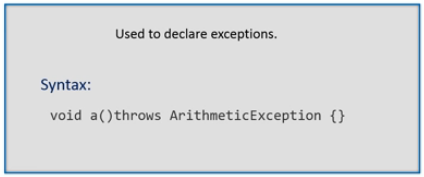 Used to declare exceptions.
Syntax:
void a()throws ArithmeticException {}